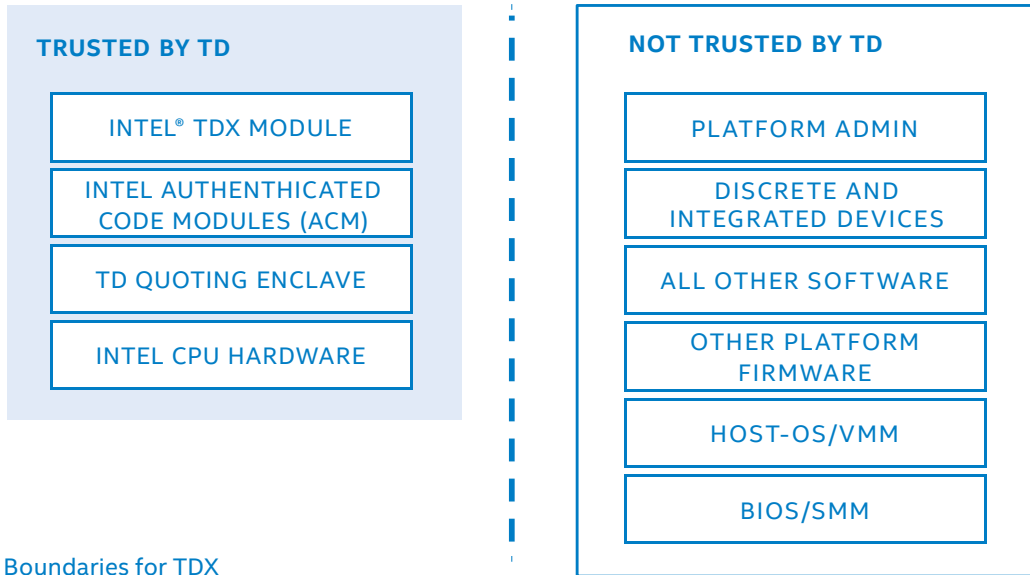 TRUSTED BY TD
INTEL® TDX MODULE
INTEL AUTHENTHICATED
CODE MODULES (ACM)
TD QUOTING ENCLAVE
INTEL CPU HARDWARE
NOT TRUSTED BY TD
PLATFORM ADMIN
DISCRETE AND
INTEGRATED DEVICES
ALL OTHER SOFTWARE
OTHER PLATFORM
FIRMWARE
HOST-OS/VMM
BIOS/SMM
Boundaries for TDX